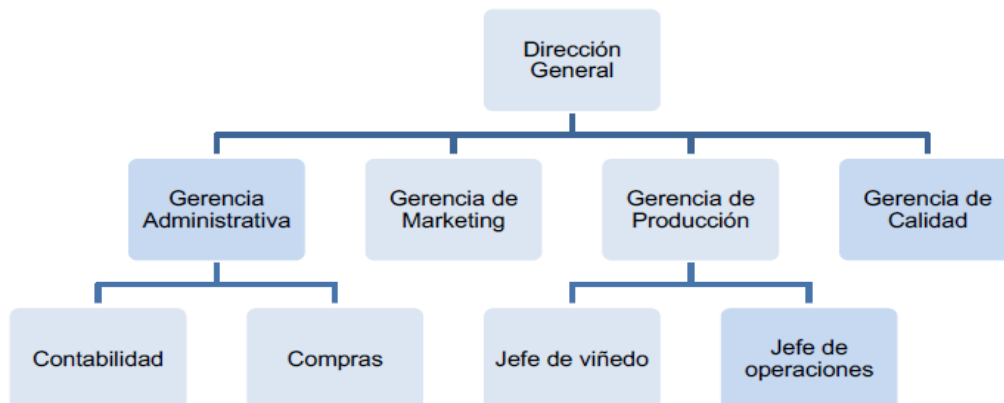 Dirección
General
Gerencia
Administrativa
Gerencia de
Marketing
Gerencia de
Producción
Gerencia de
Calidad
Contabilidad
Compras
Jefe de viñedo
Jefe de
operaciones